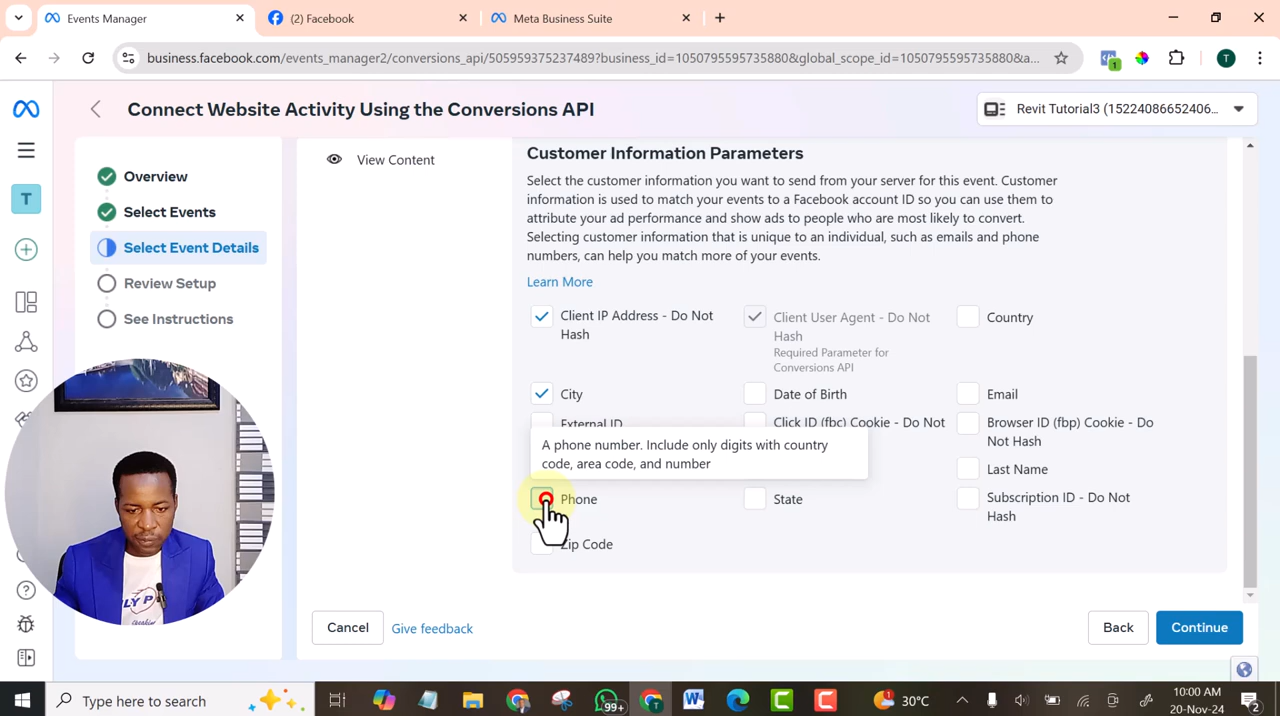 Events Manager
(2) Facebook
Meta Business Suite
business.facebook.com/events_manager2/conversions_api/505959375237489?business_id=1050795595735880&global_scope_id=1050795595735880&a...
1
T
Connect Website Activity Using the Conversions API
Revit Tutorial3 (15224086652406...
T
Overview
Select Events
Select Event Details
Review Setup
See Instructions
View Content
Customer Information Parameters
Select the customer information you want to send from your server for this event. Customer
information is used to match your events to a Facebook account ID so you can use them to
attribute your ad performance and show ads to people who are most likely to convert.
Selecting customer information that is unique to an individual, such as emails and phone
numbers, can help you match more of your events.
Learn More
Client IP Address - Do Not
Hash
Client User Agent - Do Not
Hash
Required Parameter for
Conversions API
Country
City
Date of Birth
Email
External ID
Click ID (fbc) Cookie - Do Not
Browser ID (fbp) Cookie - Do
Not Hash
A phone number. Include only digits with country
code, area code, and number
Last Name
Phone
State
Subscription ID - Do Not
Hash
Zip Code
Cancel
Give feedback
Back
Continue
Type here to search
99+
T
1
30°C
10:00 AM
20-Nov-24
2